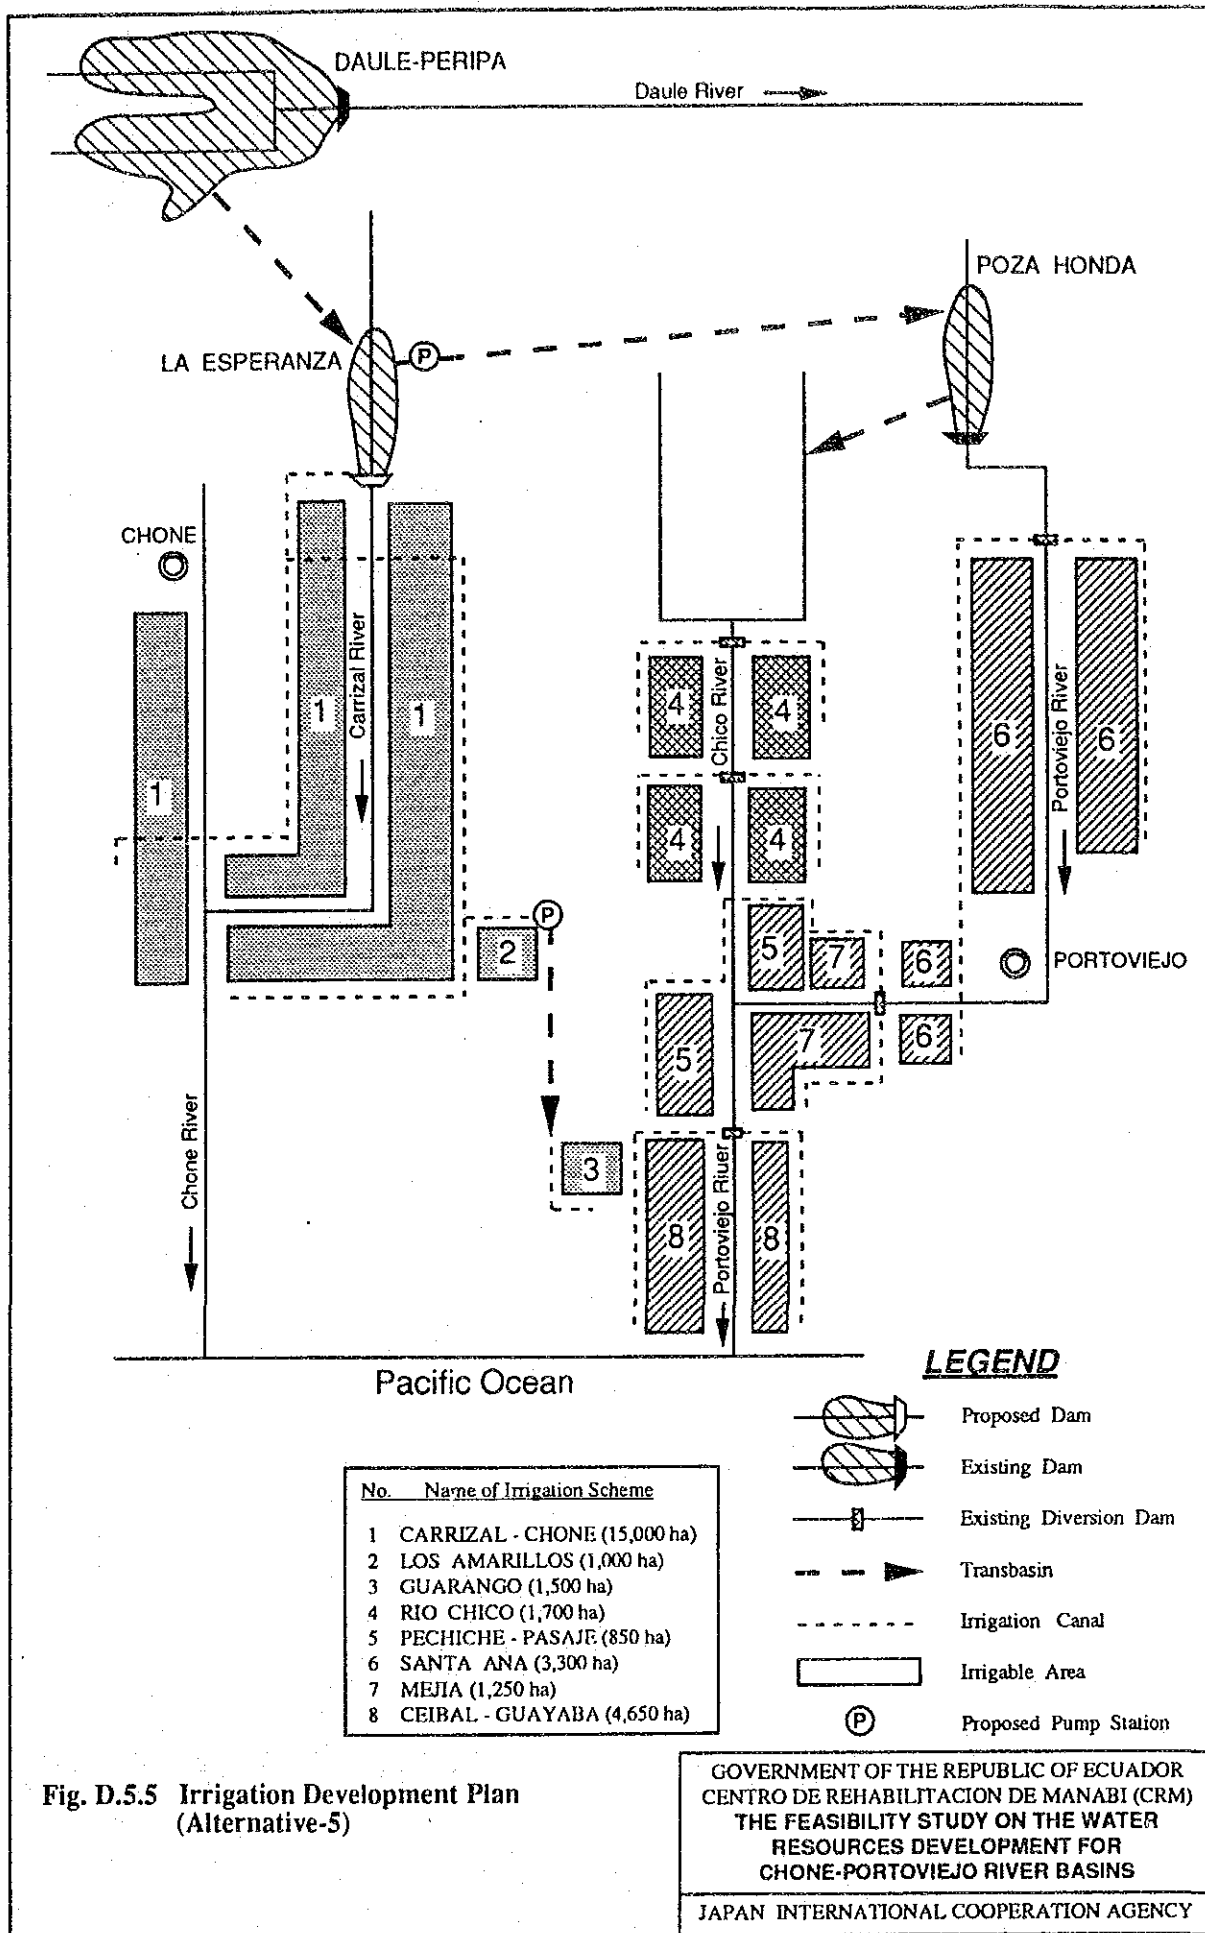 DAULE-PERIPA
Daule River
POZA HONDA
LA ESPERANZA
P
CHONE
1
1
1
Carrizal River
Chico River
4
4
4
4
6
6
Portoviejo River
P
2
5
7
6
PORTOVIEJO
5
7
6
Chone River
3
8
Portoviejo Riuer
8
Pacific Ocean
LEGEND
Proposed Dam
Existing Dam
Existing Diversion Dam
Transbasin
Irrigation Canal
Irrigable Area
P Proposed Pump Station
No. Name of Irrigation Scheme
1 CARRIZAL - CHONE (15,000 ha)
2 LOS AMARILLOS (1,000 ha)
3 GUARANGO (1,500 ha)
4 RIO CHICO (1,700 ha)
5 PECHICHE - PASAJE (850 ha)
6 SANTA ANA (3,300 ha)
7 MEJIA (1,250 ha)
8 CEIBAL - GUAYABA (4,650 ha)
Fig. D.5.5 Irrigation Development Plan
(Alternative-5)
GOVERNMENT OF THE REPUBLIC OF ECUADOR
CENTRO DE REHABILITACION DE MANABI (CRM)
THE FEASIBILITY STUDY ON THE WATER
RESOURCES DEVELOPMENT FOR
CHONE-PORTOVIEJO RIVER BASINS
JAPAN INTERNATIONAL COOPERATION AGENCY